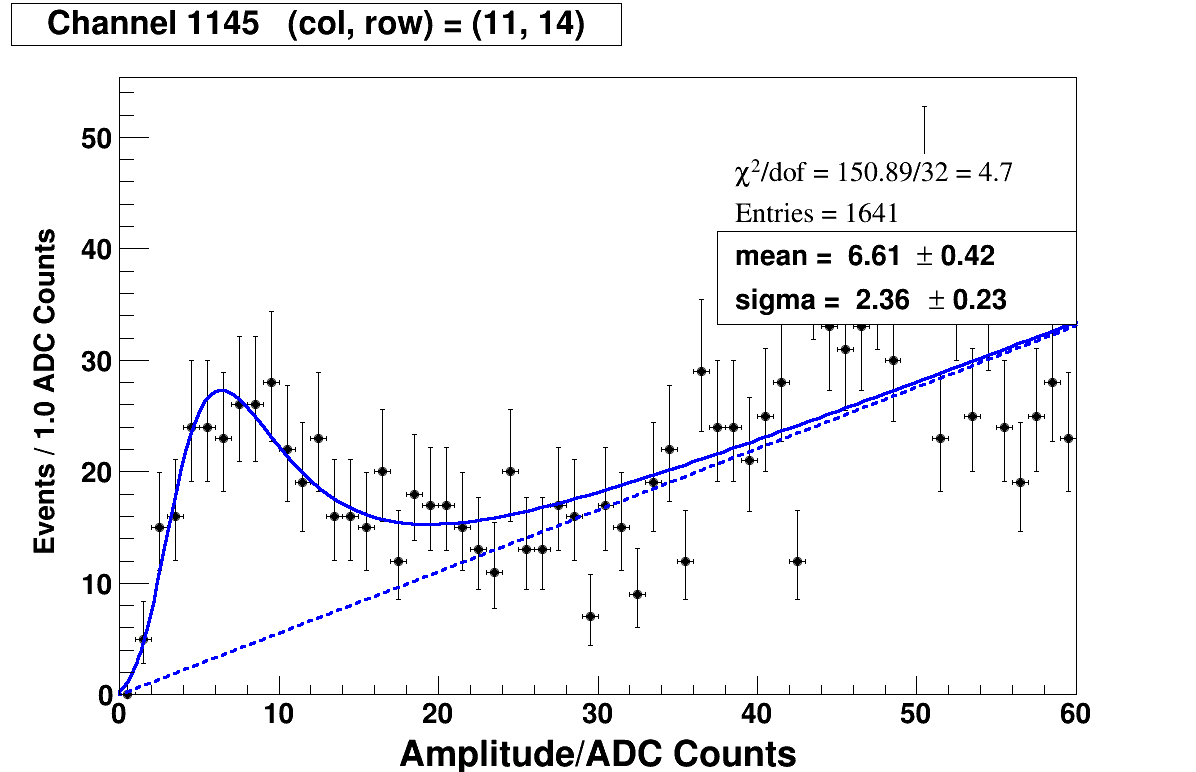 Channel 1145 (col, row) = (11, 14)
50
40
30
20
10
0
Events / 1.0 ADC Counts
χ²/dof = 150.89/32 = 4.7
Entries = 1641
mean = 6.61 ± 0.42
sigma = 2.36 ± 0.23
0 10 20 30 40 50 60
Amplitude/ADC Counts